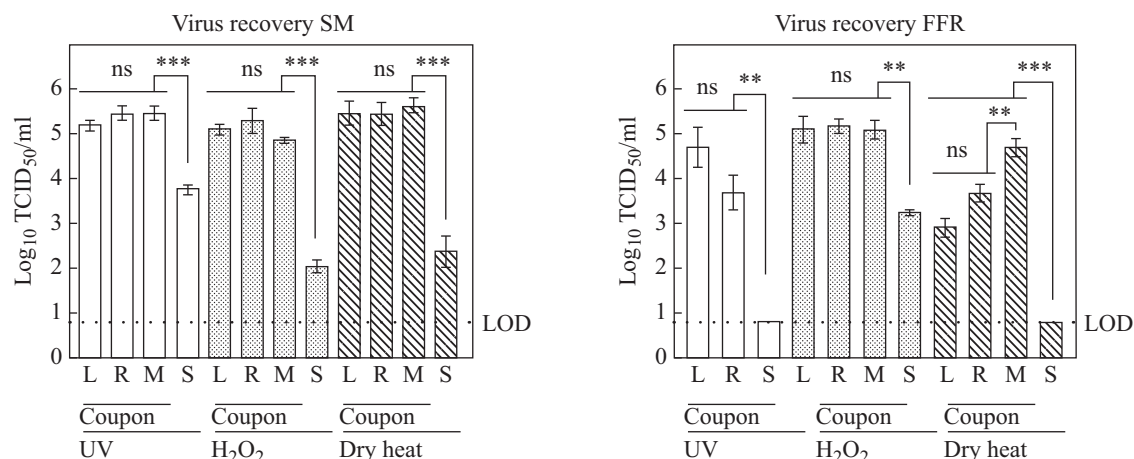 Virus recovery SM
Log₁₀ TCID₅₀/ml
6
5
4
3
2
1
0
ns *** ns *** ns ***
LOD
L R M S L R M S L R M S
Coupon Coupon Coupon
UV H₂O₂ Dry heat
Virus recovery FFR
Log₁₀ TCID₅₀/ml
6
5
4
3
2
1
0
ns ** ns ** ***
**
ns
LOD
L R S L R M S L R M S
Coupon Coupon Coupon
UV H₂O₂ Dry heat